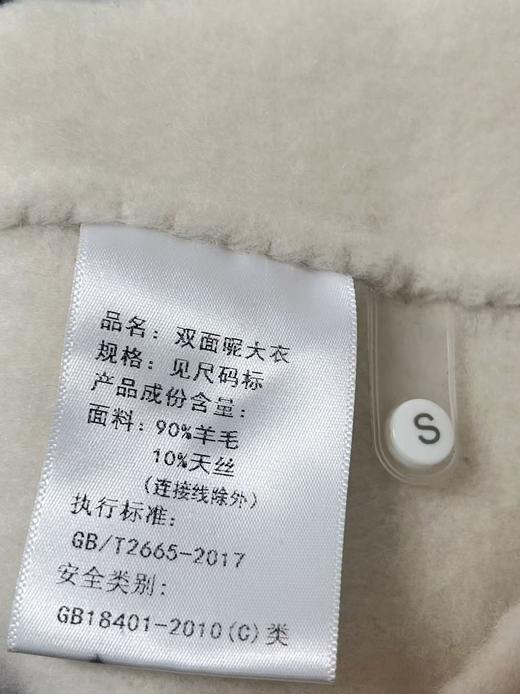 品名: 双面呢大衣
规格: 见尺码标
产品成份含量:
面料: 90%羊毛
10%天丝
(连接线除外)
执行标准:
GB/T2665-2017
安全类别:
GB18401-2010(C)类
S